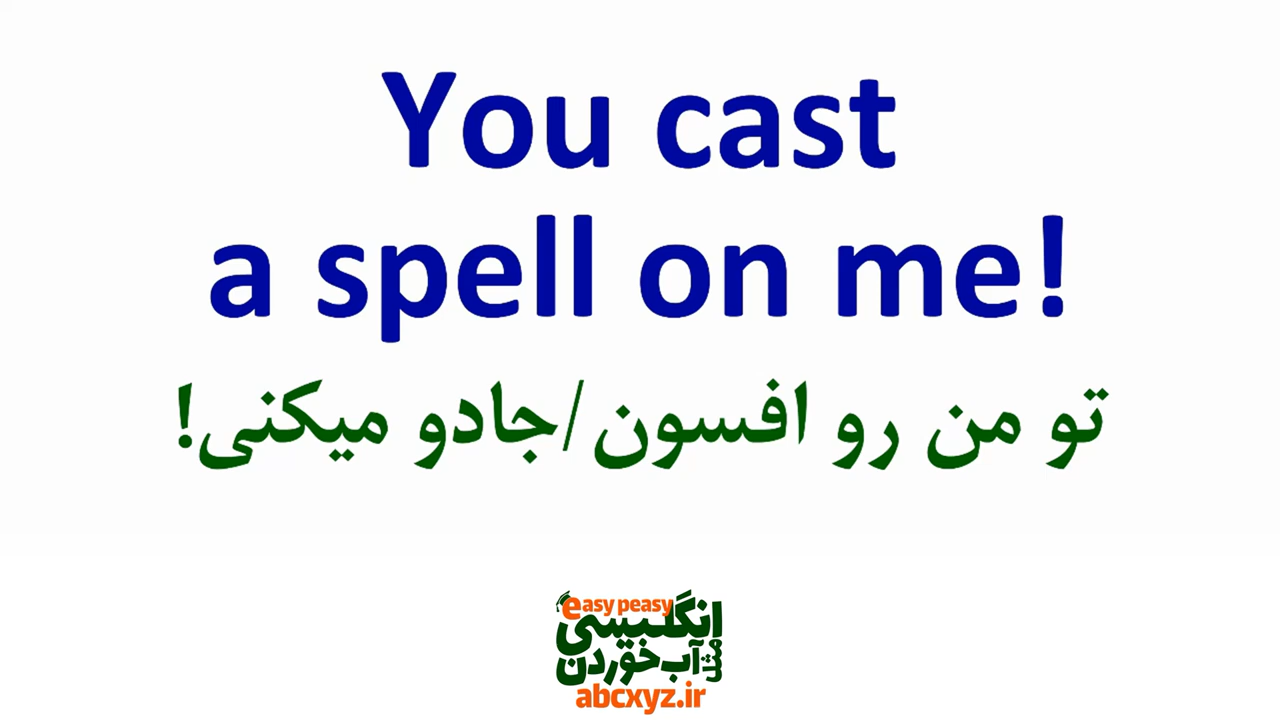 You cast
a spell on me!
تو من رو افسون/جادو میکنی!
easy peasy
انگلیسی
مثل آب خوردن
abcxyz.ir